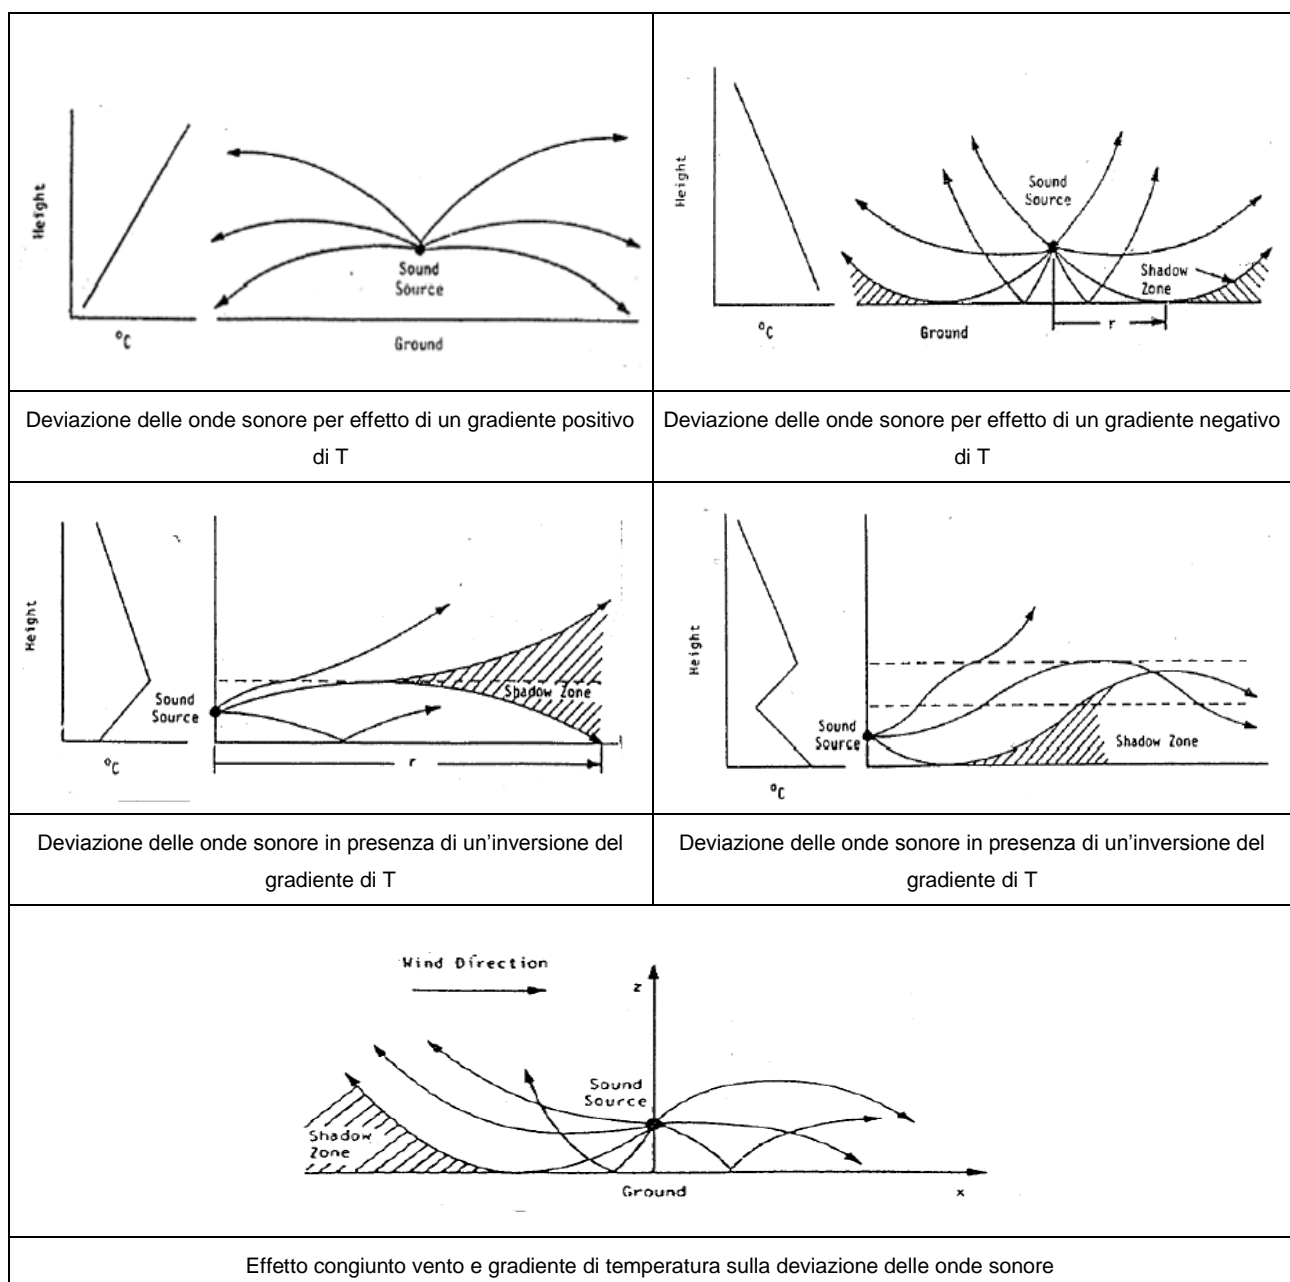 Height
°C
Sound
Source
Ground
Height
°C
Sound
Source
Shadow
Zone
Ground
r
Deviazione delle onde sonore per effetto di un gradiente positivo
di T
Deviazione delle onde sonore per effetto di un gradiente negativo
di T
Height
°C
Sound
Source
Shadow Zone
r
Height
°C
Sound
Source
Shadow Zone
Deviazione delle onde sonore in presenza di un’inversione del
gradiente di T
Deviazione delle onde sonore in presenza di un’inversione del
gradiente di T
Wind Direction
z
Sound
Source
Shadow
Zone
Ground
x
Effetto congiunto vento e gradiente di temperatura sulla deviazione delle onde sonore